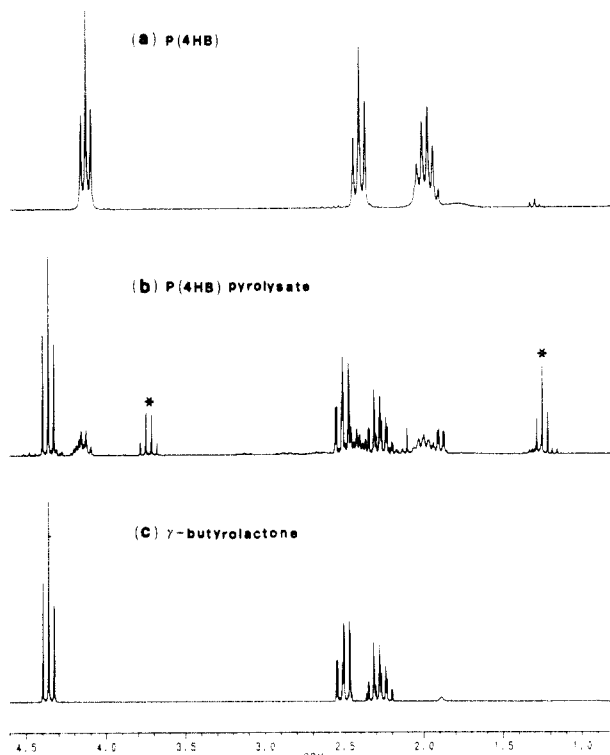 (a) P(4HB)
(b) P(4HB) pyrolysate
*
*
(c) γ-butyrolactone
4.5 4.0 3.5 3.0 2.5 2.0 1.5 1.0